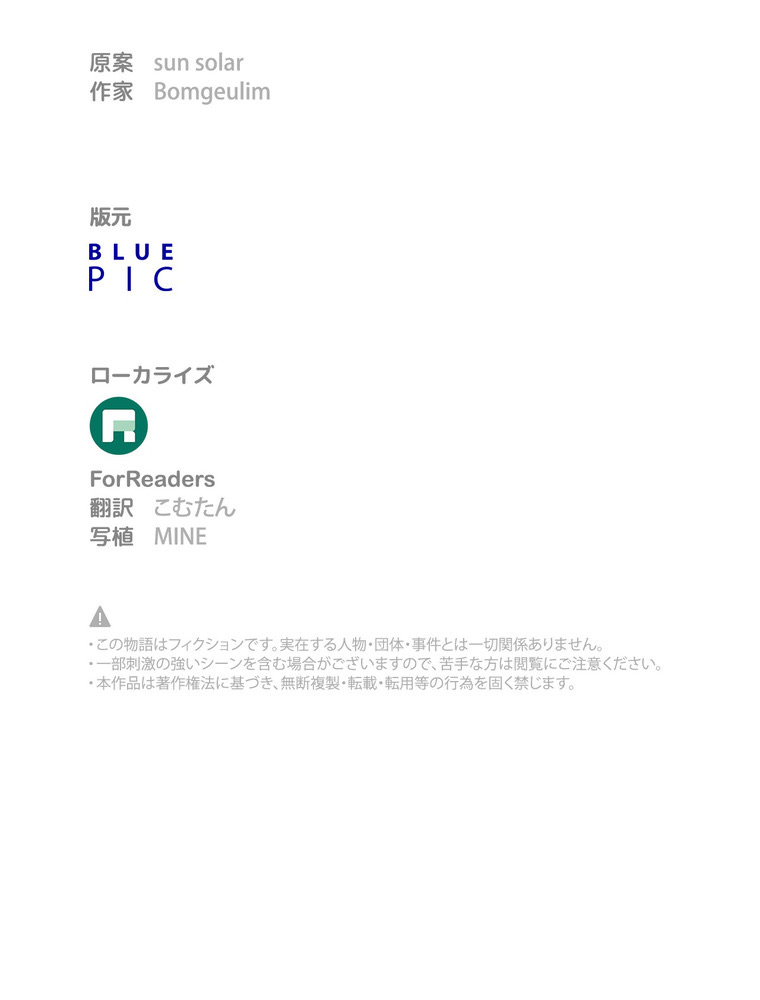 原案 sun solar
作家 Bomgeulim
版元
BLUE
PIC
ローカライズ
ForReaders
翻訳 こむたん
写植 MINE
・この物語はフィクションです。実在する人物・団体・事件とは一切関係ありません。
・一部刺激の強いシーンを含む場合がございますので、苦手な方は閲覧にご注意ください。
・本作品は著作権法に基づき、無断複製・転載・転用等の行為を固く禁じます。